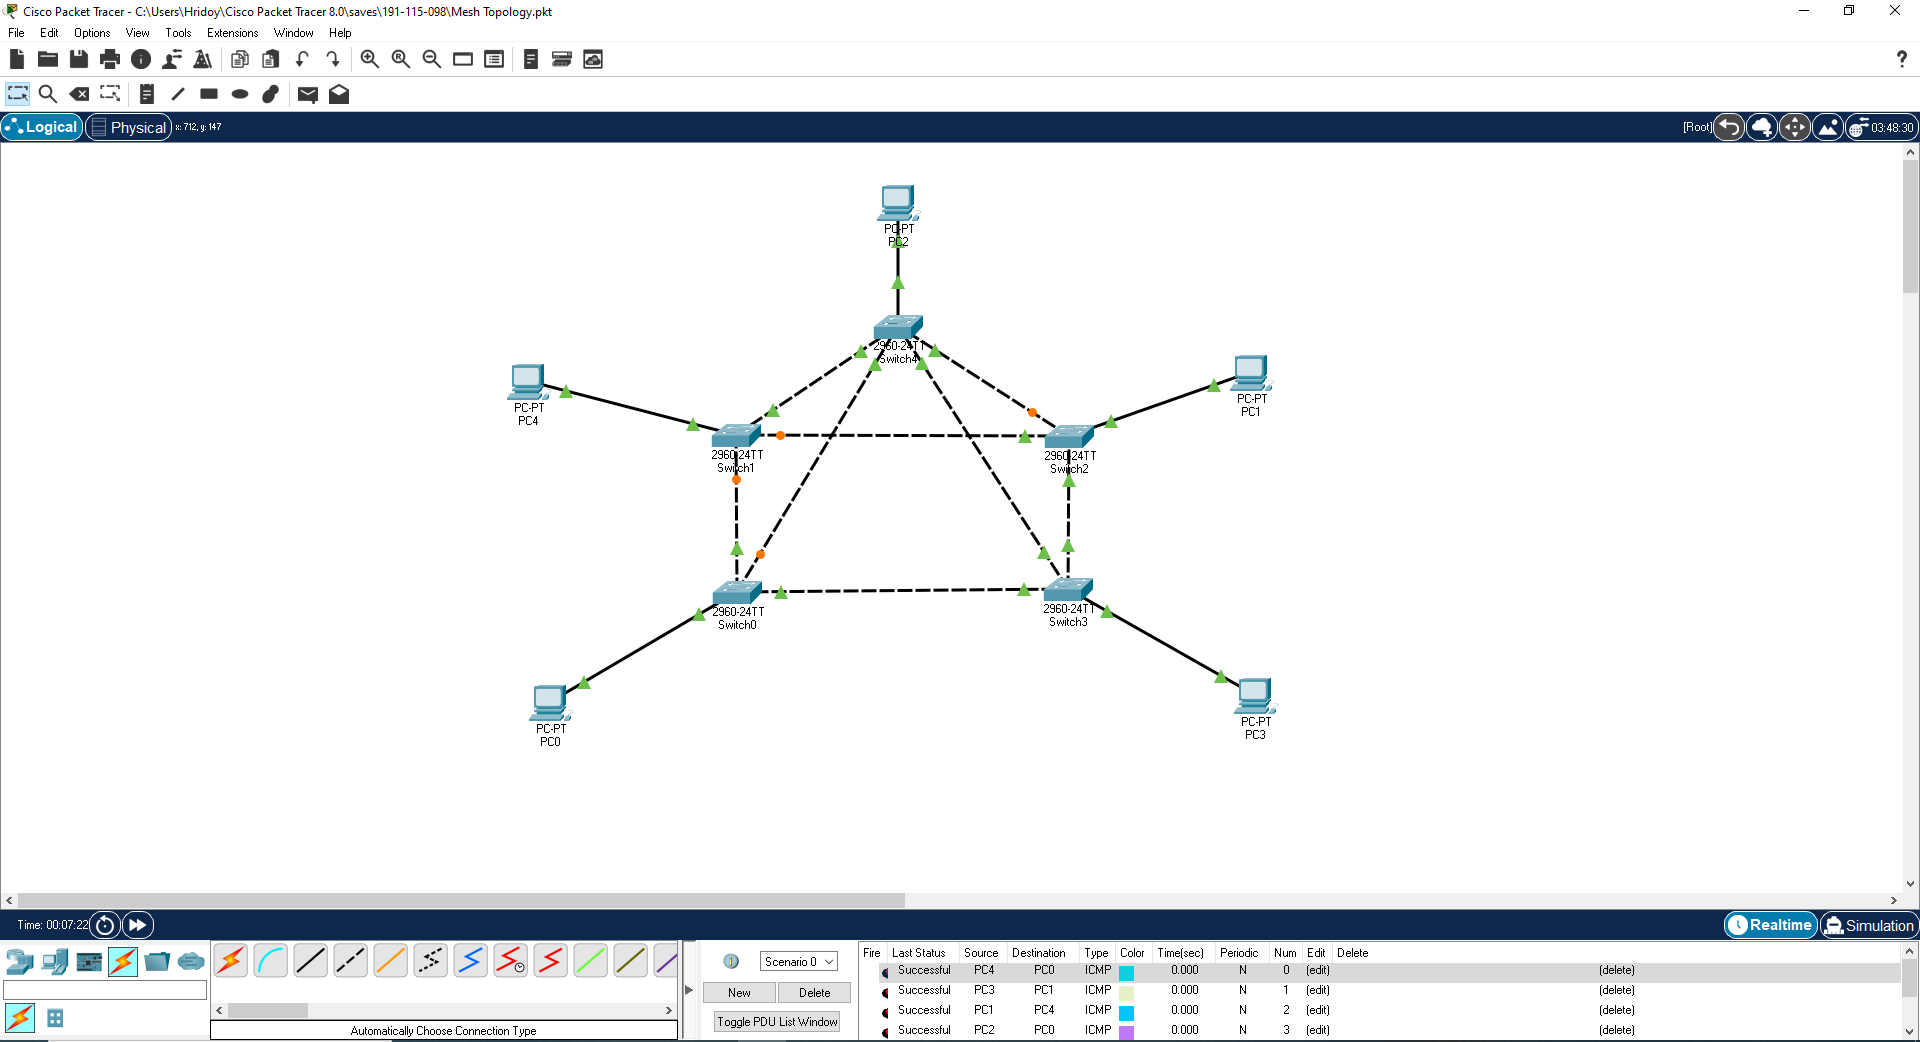 Cisco Packet Tracer - C:\Users\Hridoy\Cisco Packet Tracer 8.0\saves\191-115-098\Mesh Topology.pkt
File Edit Options View Tools Extensions Window Help
?
Logical Physical x: 712, y: 147 [Root] 03:48:30
PC-PT
PC2
2960-24TT
Switch4
PC-PT
PC4
PC-PT
PC1
2960-24TT
Switch1
2960-24TT
Switch2
2960-24TT
Switch0
2960-24TT
Switch3
PC-PT
PC0
PC-PT
PC3
Time: 00:07:22 Realtime Simulation
Scenario 0
New Delete
Toggle PDU List Window
Automatically Choose Connection Type
Fire Last Status Source Destination Type Color Time(sec) Periodic Num Edit Delete
Successful PC4 PC0 ICMP 0.000 N 0 (edit) (delete)
Successful PC3 PC1 ICMP 0.000 N 1 (edit) (delete)
Successful PC1 PC4 ICMP 0.000 N 2 (edit) (delete)
Successful PC2 PC0 ICMP 0.000 N 3 (edit) (delete)